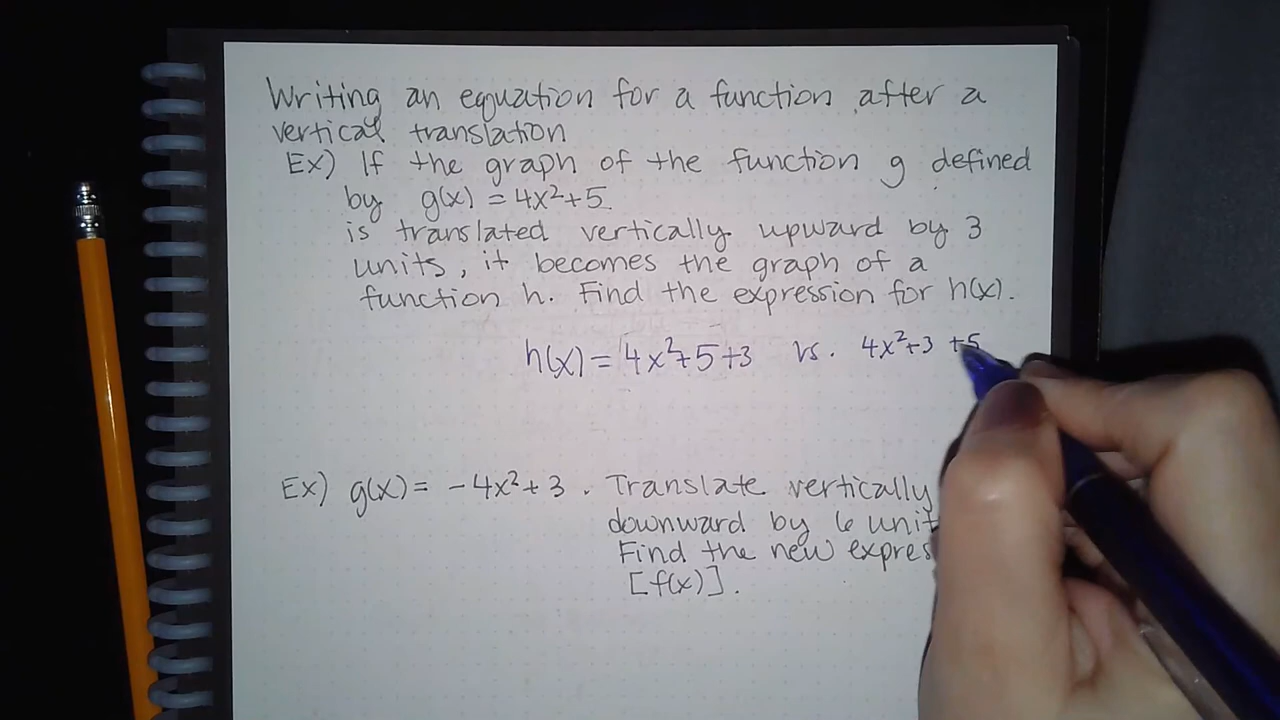 Writing an equation for a function after a
vertical translation
Ex) If the graph of the function g defined
by g(x) = 4x²+5.
is translated vertically upward by 3
units, it becomes the graph of a
function h. Find the expression for h(x).
h(x) = 4x²+5+3 vs. 4x²+3 +5
Ex) g(x) = -4x²+3. Translate vertically
downward by 6 unit
Find the new expres
[f(x)].